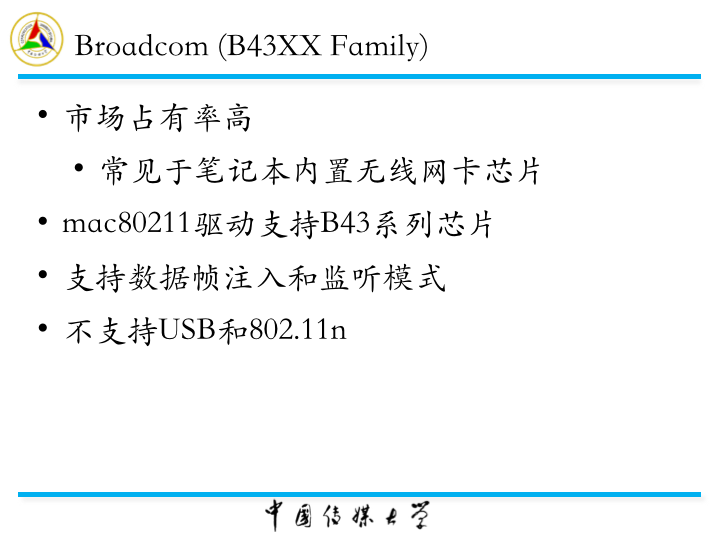 Broadcom (B43XX Family)
• 市场占有率高
• 常见于笔记本内置无线网卡芯片
• mac80211驱动支持B43系列芯片
• 支持数据帧注入和监听模式
• 不支持USB和802.11n
中国传媒大学